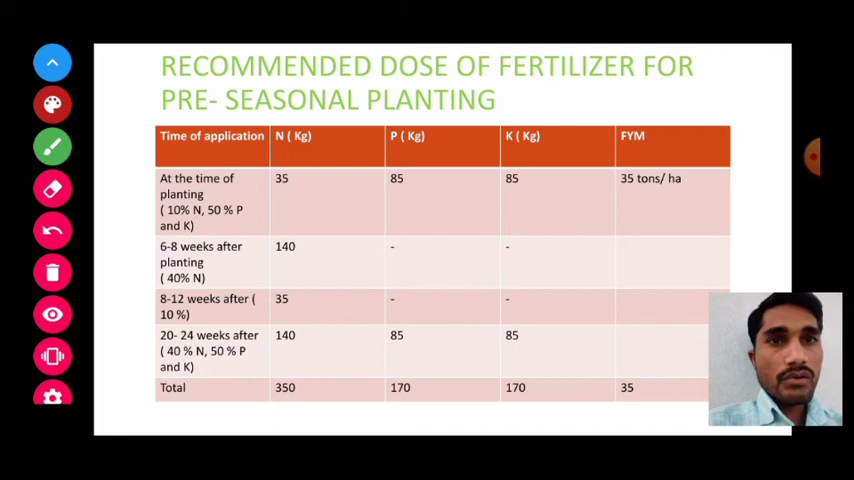 RECOMMENDED DOSE OF FERTILIZER FOR
PRE- SEASONAL PLANTING
Time of application N ( Kg) P ( Kg) K ( Kg) FYM
At the time of 35 85 85 35 tons/ ha
planting
( 10% N, 50 % P
and K)
6-8 weeks after 140 - -
planting
( 40% N)
8-12 weeks after ( 35 - -
10 %)
20- 24 weeks after 140 85 85
( 40 % N, 50 % P
and K)
Total 350 170 170 35